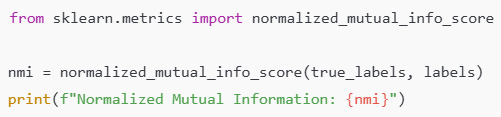 from sklearn.metrics import normalized_mutual_info_score
nmi = normalized_mutual_info_score(true_labels, labels)
print(f"Normalized Mutual Information: {nmi}")